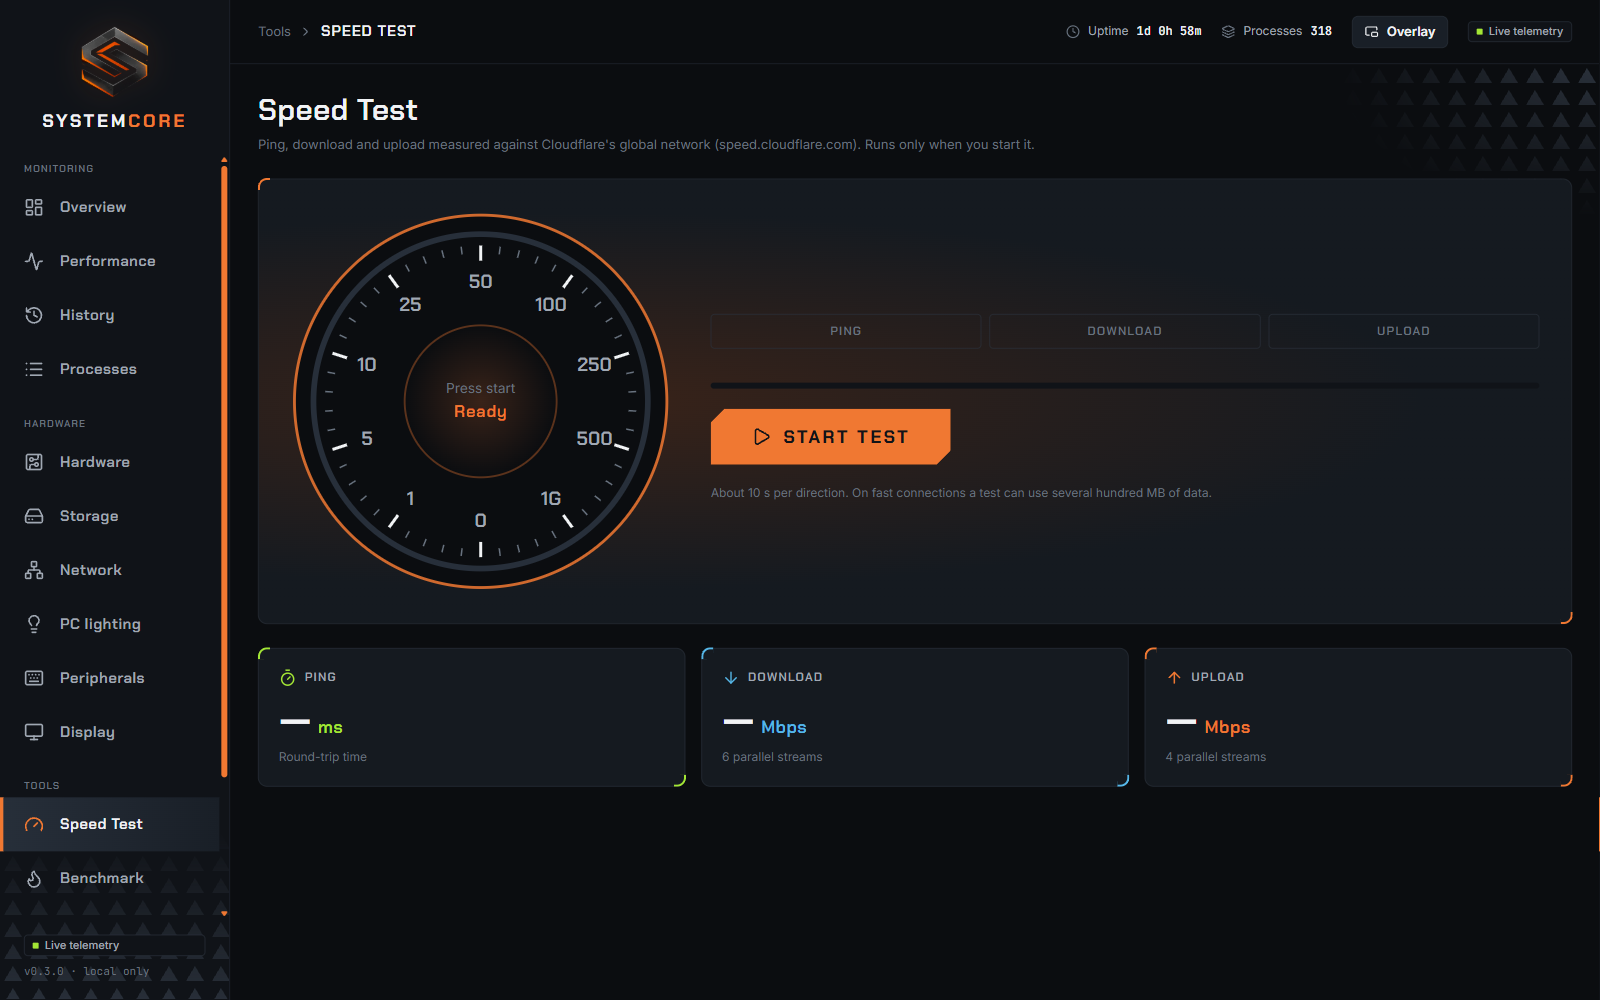 SYSTEMCORE
MONITORING
Overview
Performance
History
Processes
HARDWARE
Hardware
Storage
Network
PC lighting
Peripherals
Display
TOOLS
Speed Test
Benchmark
Live telemetry
v0.3.0 · local only
Tools > SPEED TEST
Uptime 1d 0h 58m
Processes 318
Overlay
Live telemetry
Speed Test
Ping, download and upload measured against Cloudflare's global network (speed.cloudflare.com). Runs only when you start it.
50
25 100
10 250
Press start
Ready
5 500
1 1G
0
PING DOWNLOAD UPLOAD
START TEST
About 10 s per direction. On fast connections a test can use several hundred MB of data.
PING
— ms
Round-trip time
DOWNLOAD
— Mbps
6 parallel streams
UPLOAD
— Mbps
4 parallel streams